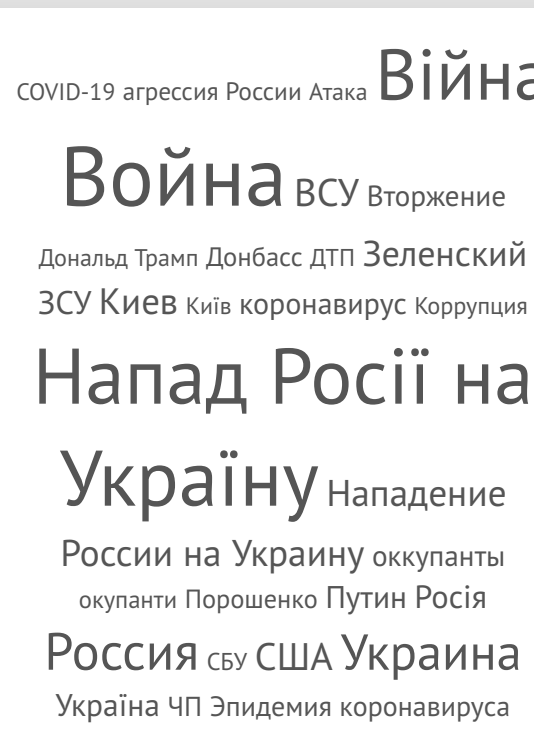 COVID-19 агрессия России Атака Війна
Война ВСУ Вторжение
Дональд Трамп Донбасс ДТП Зеленский
ЗСУ Киев Київ коронавирус Коррупция
Напад Росії на
Україну Нападение
России на Украину оккупанты
окупанти Порошенко Путин Росія
Россия СБУ США Украина
Україна ЧП Эпидемия коронавируса